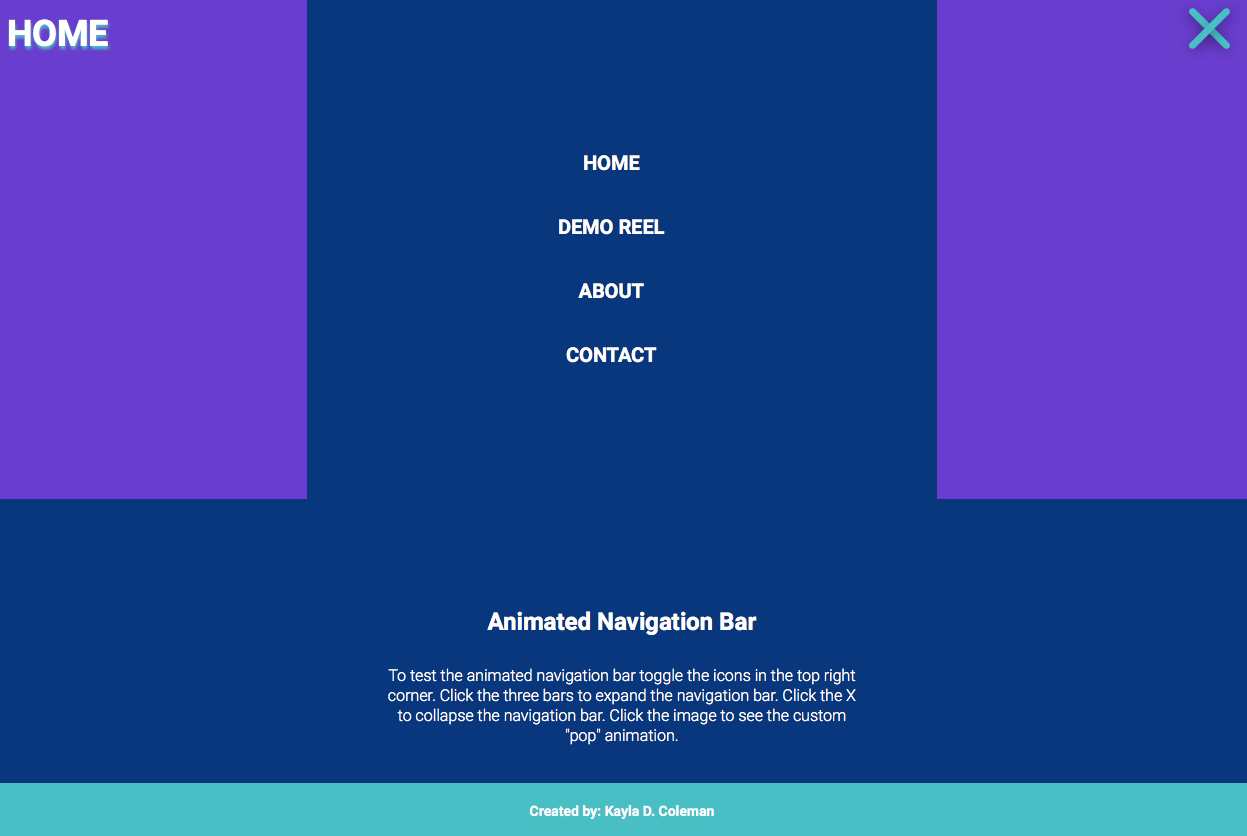 HOME
HOME
DEMO REEL
ABOUT
CONTACT
Animated Navigation Bar
To test the animated navigation bar toggle the icons in the top right
corner. Click the three bars to expand the navigation bar. Click the X
to collapse the navigation bar. Click the image to see the custom
"pop" animation.
Created by: Kayla D. Coleman